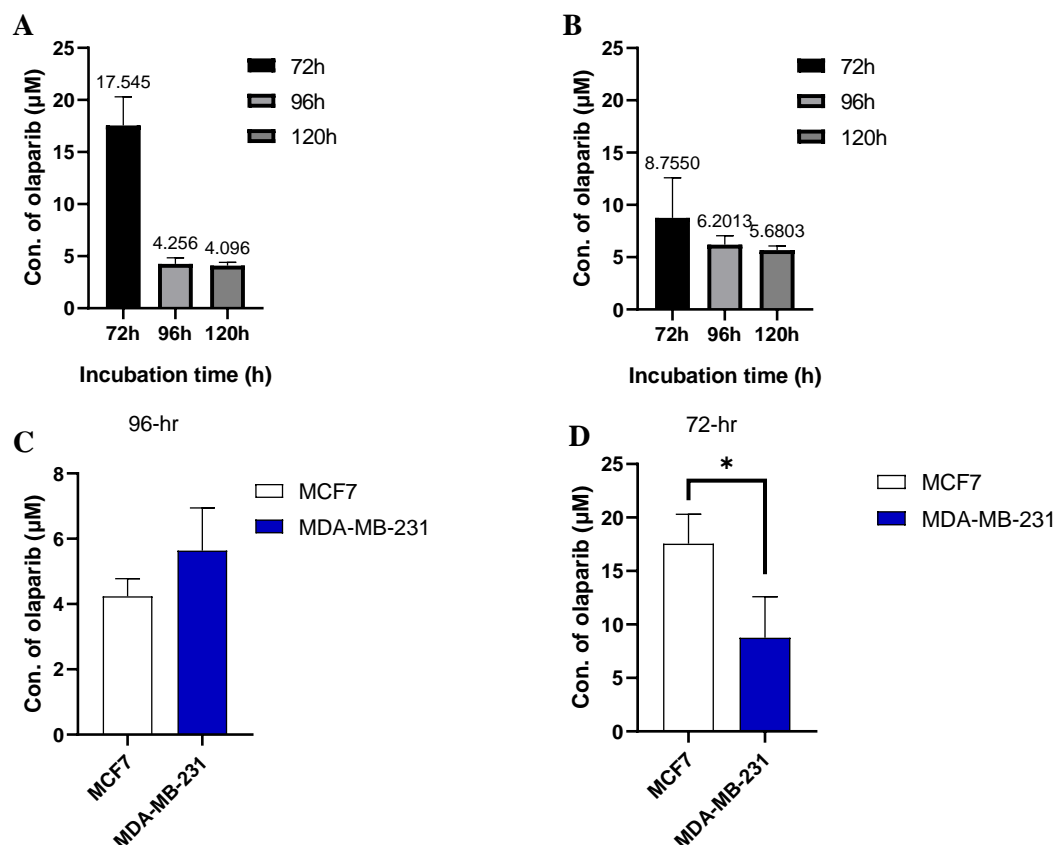 A
Con. of olaparib (µM)
25
20
15
10
5
0
17.545
4.256
4.096
72h
96h
120h
72h 96h 120h
Incubation time (h)
B
Con. of olaparib (µM)
25
20
15
10
5
0
8.7550
6.2013
5.6803
72h
96h
120h
72h 96h 120h
Incubation time (h)
C
96-hr
Con. of olaparib (µM)
8
6
4
2
0
MCF7
MDA-MB-231
MCF7
MDA-MB-231
D
72-hr
Con. of olaparib (µM)
25
20
15
10
5
0
*
MCF7
MDA-MB-231
MCF7
MDA-MB-231